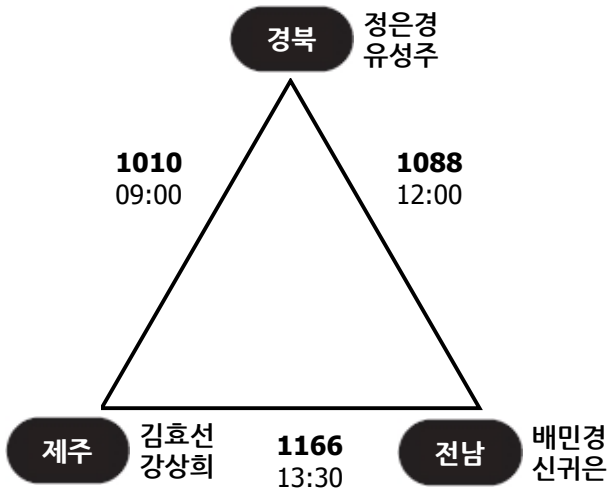 경북
정은경
유성주
1010
09:00
1088
12:00
제주
김효선
강상희
1166
13:30
전남
배민경
신귀은